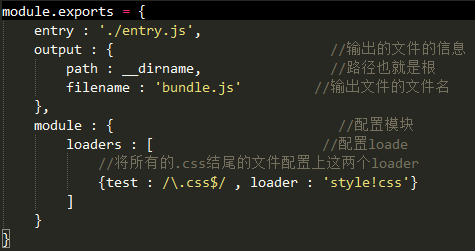 module.exports = {
entry : './entry.js',
output : { //输出的文件的信息
path : __dirname, //路径也就是根
filename : 'bundle.js' //输出文件的文件名
},
module : { //配置模块
loaders : [ //配置loade
//将所有的.css结尾的文件配置上这两个loader
{test : /\.css$/ , loader : 'style!css'}
]
}
}